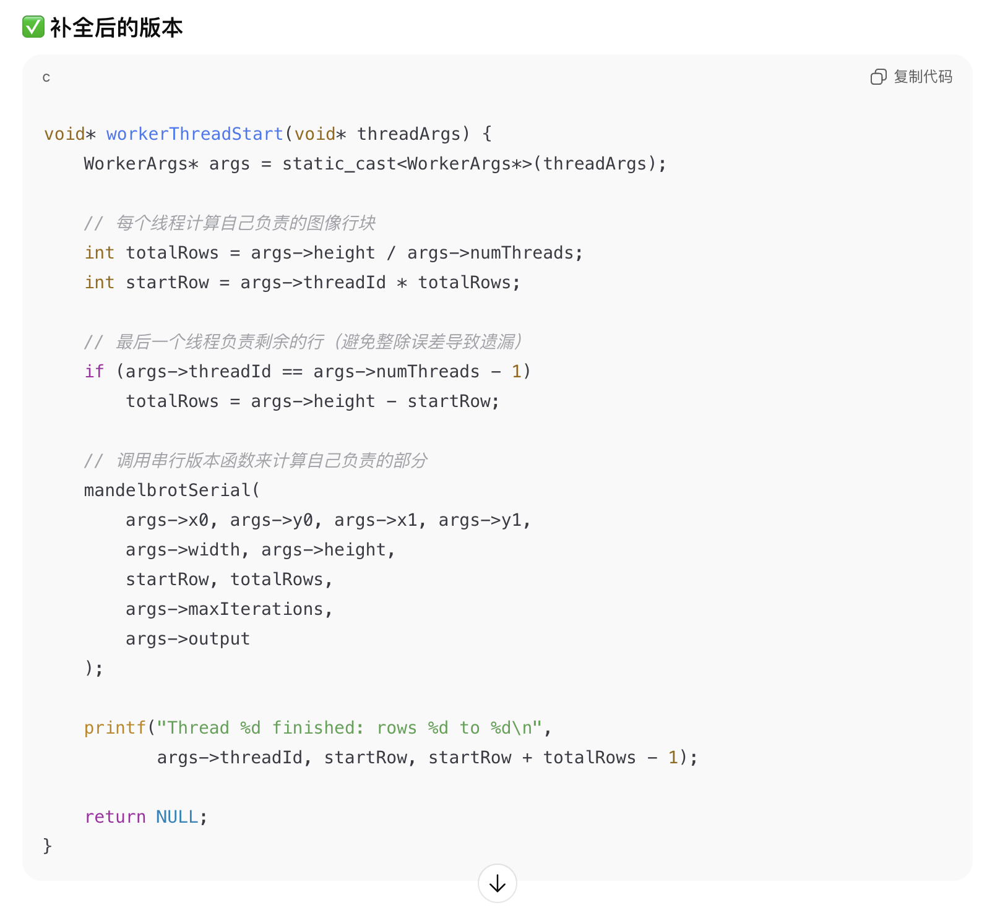 ✅ 补全后的版本
c
复制代码
void* workerThreadStart(void* threadArgs) {
    WorkerArgs* args = static_cast<WorkerArgs*>(threadArgs);
    // 每个线程计算自己负责的图像行块
    int totalRows = args->height / args->numThreads;
    int startRow = args->threadId * totalRows;
    // 最后一个线程负责剩余的行（避免整除误差导致遗漏）
    if (args->threadId == args->numThreads - 1)
        totalRows = args->height - startRow;
    // 调用串行版本函数来计算自己负责的部分
    mandelbrotSerial(
        args->x0, args->y0, args->x1, args->y1,
        args->width, args->height,
        startRow, totalRows,
        args->maxIterations,
        args->output
    );
    printf("Thread %d finished: rows %d to %d\n",
           args->threadId, startRow, startRow + totalRows - 1);
    return NULL;
}